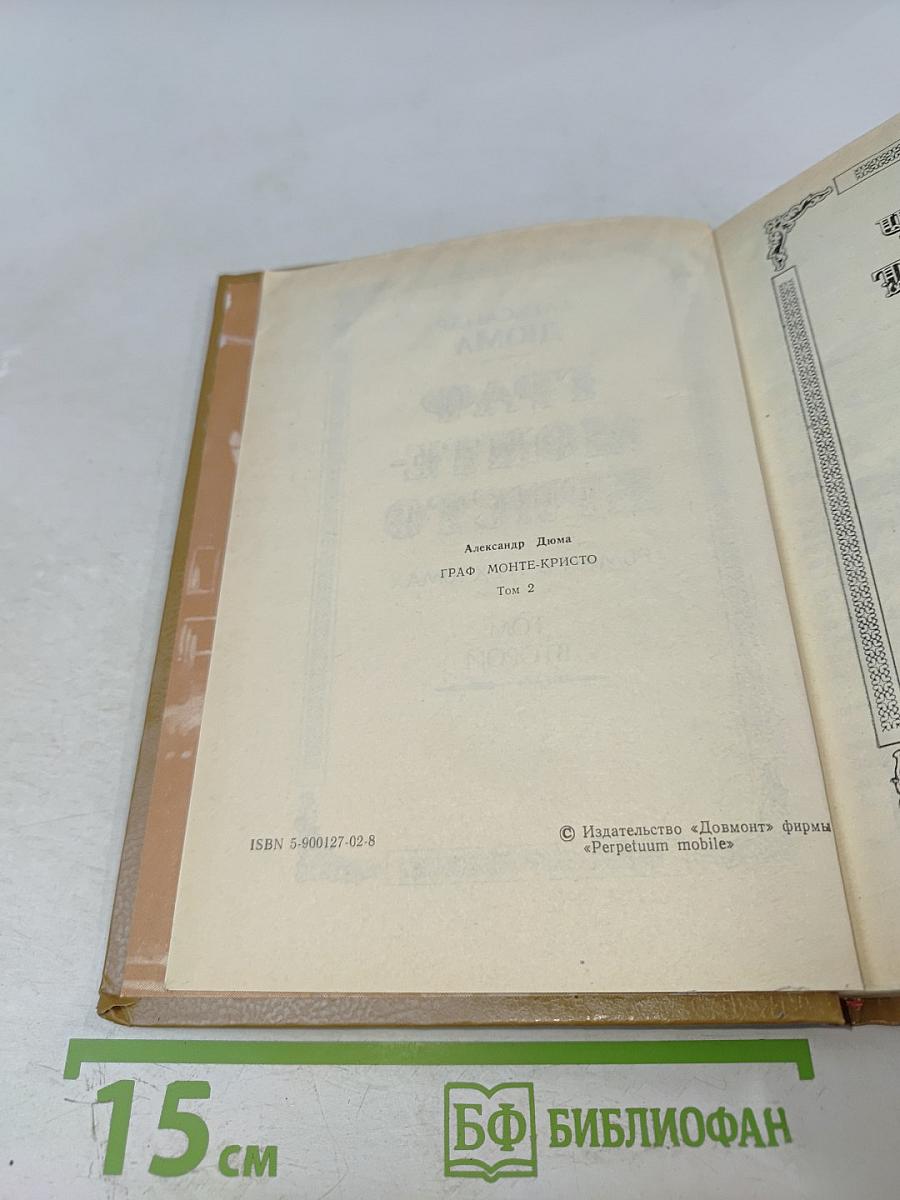 Александр Дюма
ГРАФ МОНТЕ-КРИСТО
Том 2
ISBN 5-900127-02-8
© Издательство «Довмонт» фирмы
«Perpetuum mobile»
15 см
БФ БИБЛИОФАН